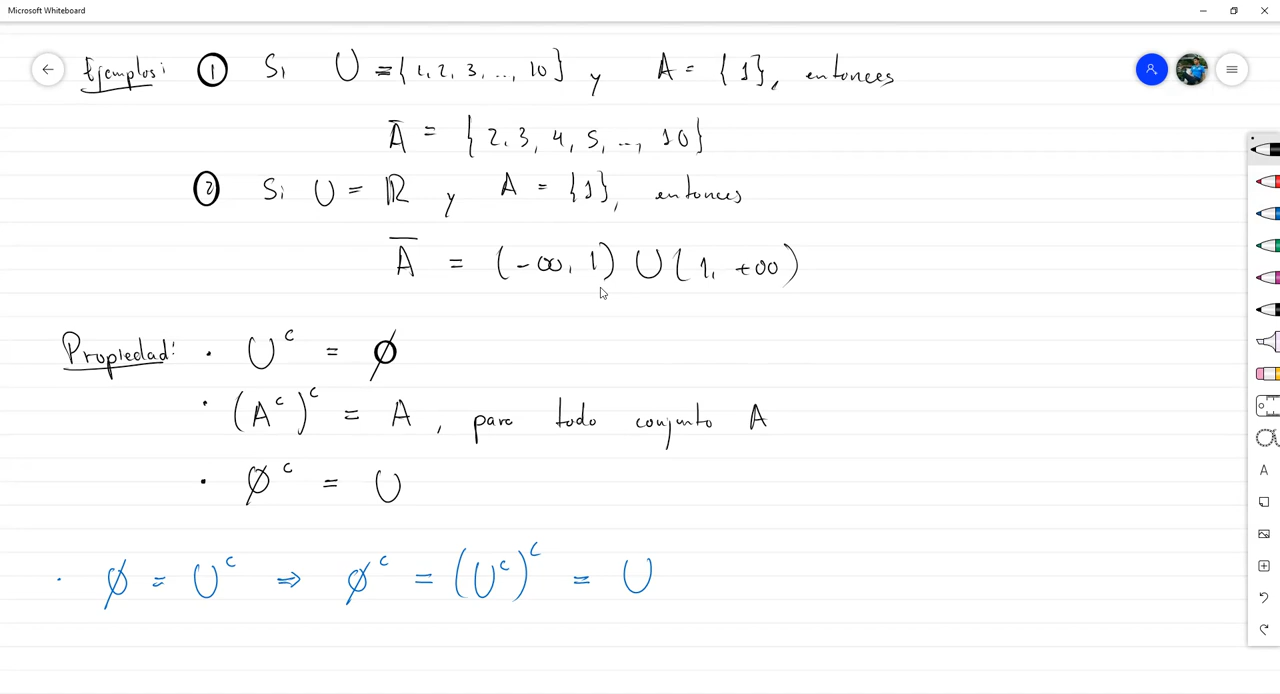 Microsoft Whiteboard
Ejemplos: ① Si U = {1, 2, 3, ..., 10} y A = {1}, entonces
Ā = {2, 3, 4, 5, ..., 10}
② Si U = ℝ y A = {1}, entonces
Ā = (-∞, 1) ∪ (1, +∞)
Propiedad: • U^c = ∅
• (A^c)^c = A, para todo conjunto A
• ∅^c = U
• ∅ = U^c ⇒ ∅^c = (U^c)^c = U
A